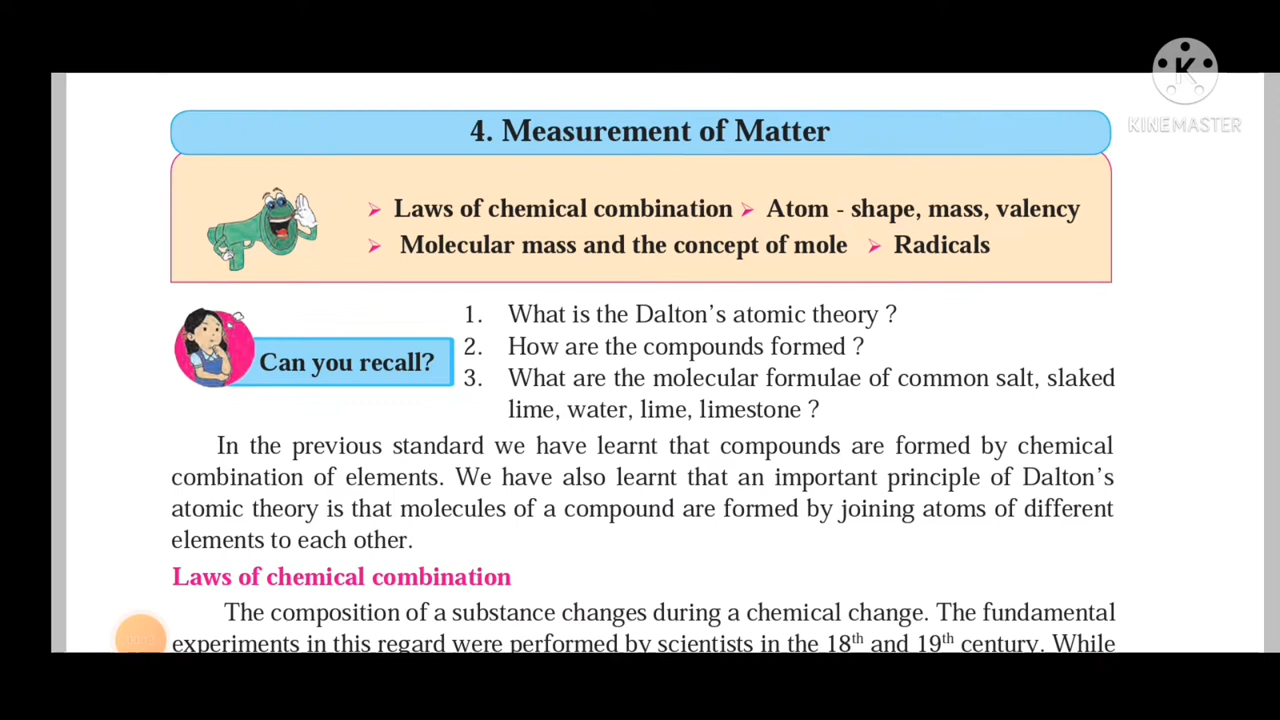 KINEMASTER
4. Measurement of Matter
➢ Laws of chemical combination ➢ Atom - shape, mass, valency
➢ Molecular mass and the concept of mole ➢ Radicals
Can you recall?
1. What is the Dalton's atomic theory ?
2. How are the compounds formed ?
3. What are the molecular formulae of common salt, slaked
lime, water, lime, limestone ?
In the previous standard we have learnt that compounds are formed by chemical
combination of elements. We have also learnt that an important principle of Dalton's
atomic theory is that molecules of a compound are formed by joining atoms of different
elements to each other.
Laws of chemical combination
The composition of a substance changes during a chemical change. The fundamental
experiments in this regard were performed by scientists in the 18th and 19th century. While